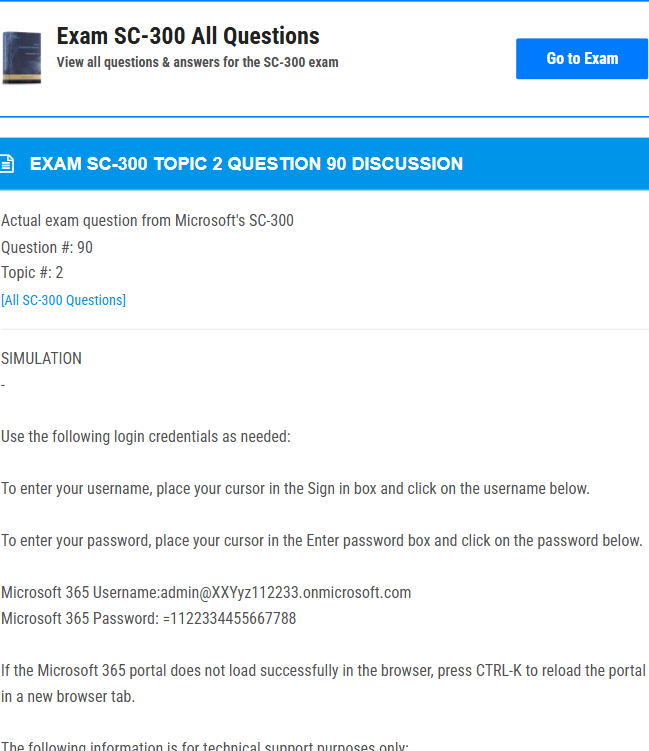 Exam SC-300 All Questions
View all questions & answers for the SC-300 exam
Go to Exam
EXAM SC-300 TOPIC 2 QUESTION 90 DISCUSSION
Actual exam question from Microsoft's SC-300
Question #: 90
Topic #: 2
[All SC-300 Questions]
SIMULATION
-
Use the following login credentials as needed:
To enter your username, place your cursor in the Sign in box and click on the username below.
To enter your password, place your cursor in the Enter password box and click on the password below.
Microsoft 365 Username:admin@XXYyz112233.onmicrosoft.com
Microsoft 365 Password: =1122334455667788
If the Microsoft 365 portal does not load successfully in the browser, press CTRL-K to reload the portal
in a new browser tab.
The following information is for technical support purposes only: